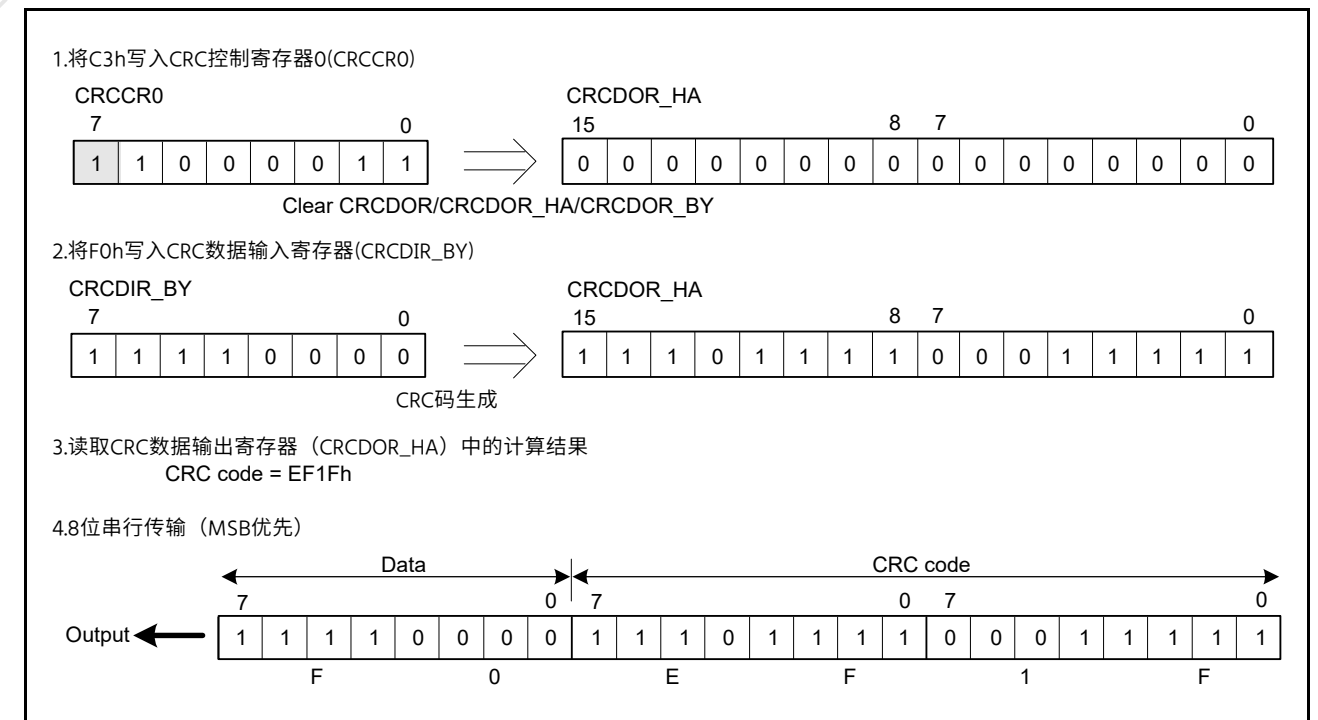 1.将C3h写入CRC控制寄存器0(CRCCR0)
CRCCR0 CRCDOR_HA
7 0 15 8 7 0
1 1 0 0 0 0 1 1 0 0 0 0 0 0 0 0 0 0 0 0 0 0 0 0
Clear CRCDOR/CRCDOR_HA/CRCDOR_BY
2.将F0h写入CRC数据输入寄存器(CRCDIR_BY)
CRCDIR_BY CRCDOR_HA
7 0 15 8 7 0
1 1 1 1 0 0 0 0 1 1 1 0 1 1 1 1 0 0 0 1 1 1 1 1
CRC码生成
3.读取CRC数据输出寄存器（CRCDOR_HA）中的计算结果
CRC code = EF1Fh
4.8位串行传输（MSB优先）
Data CRC code
7 0 7 0 7 0
Output 1 1 1 1 0 0 0 0 1 1 1 0 1 1 1 1 0 0 0 1 1 1 1 1
F 0 E F 1 F